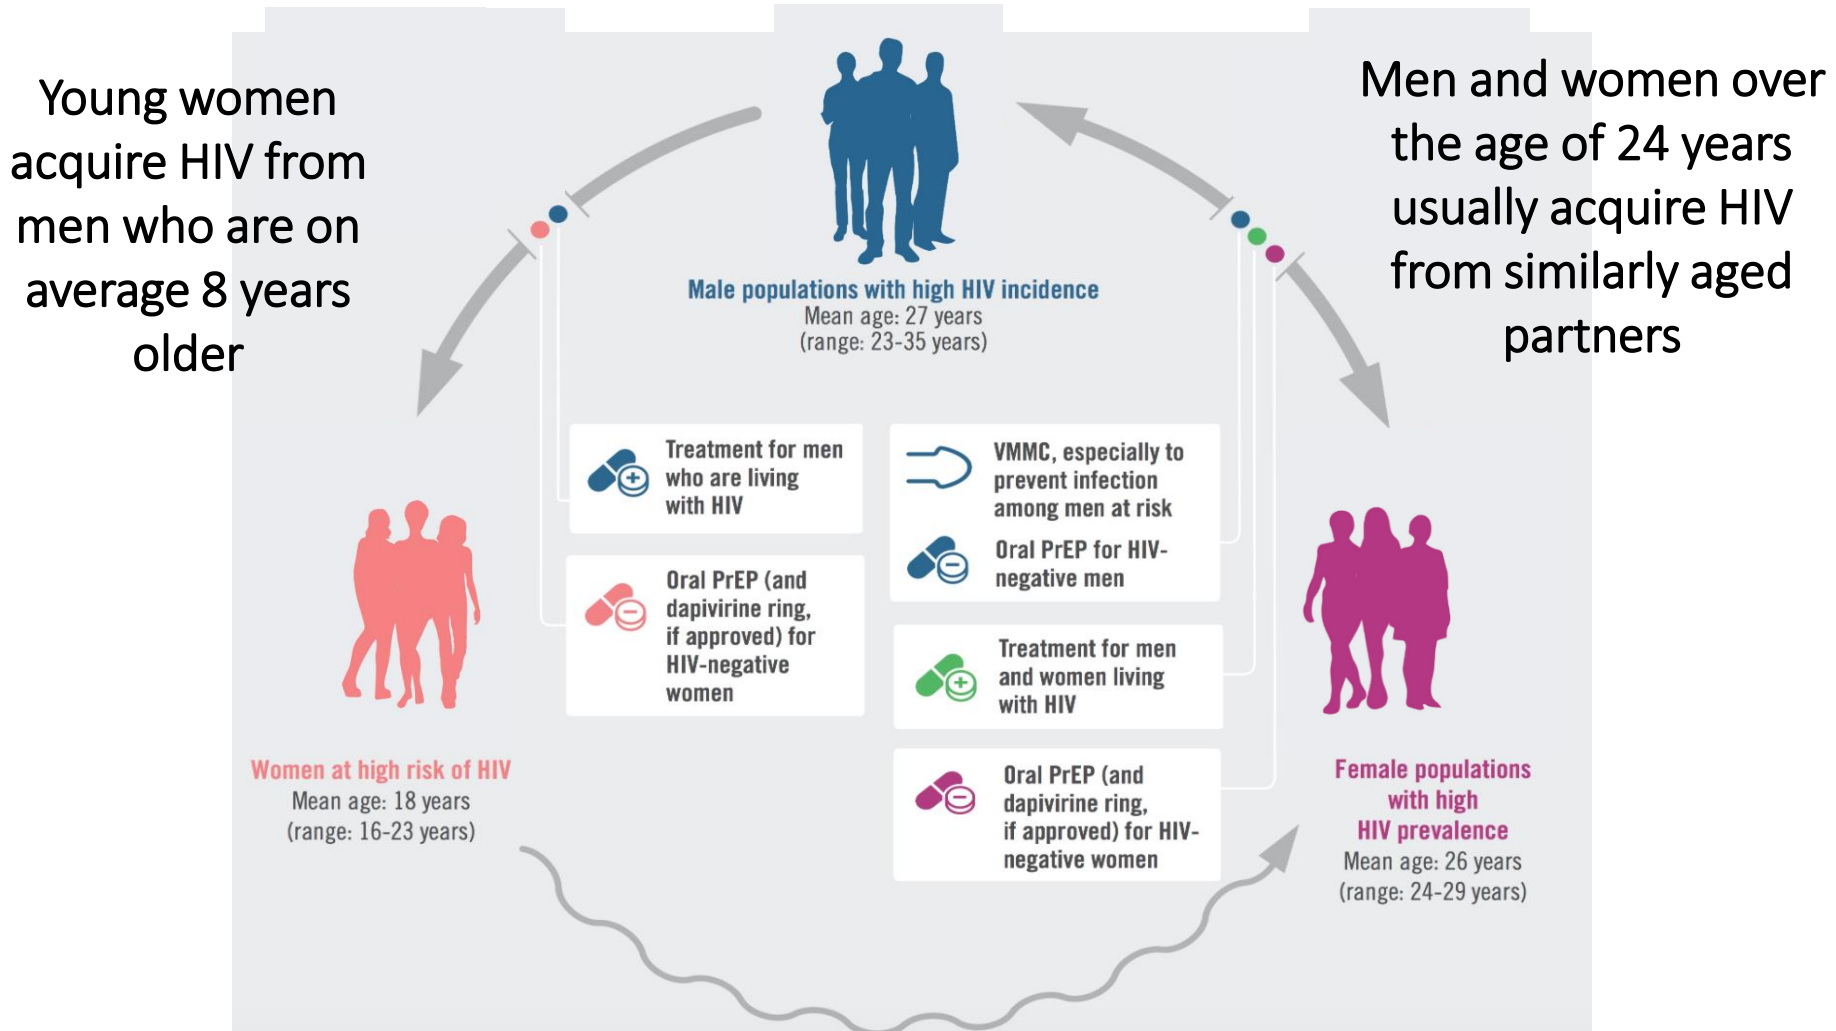 Young women
acquire HIV from
men who are on
average 8 years
older
Men and women over
the age of 24 years
usually acquire HIV
from similarly aged
partners
Male populations with high HIV incidence
Mean age: 27 years
(range: 23-35 years)
Treatment for men
who are living
with HIV
Oral PrEP (and
dapivirine ring,
if approved) for
HIV-negative
women
VMMC, especially to
prevent infection
among men at risk
Oral PrEP for HIV-
negative men
Treatment for men
and women living
with HIV
Oral PrEP (and
dapivirine ring,
if approved) for HIV-
negative women
Women at high risk of HIV
Mean age: 18 years
(range: 16-23 years)
Female populations
with high
HIV prevalence
Mean age: 26 years
(range: 24-29 years)